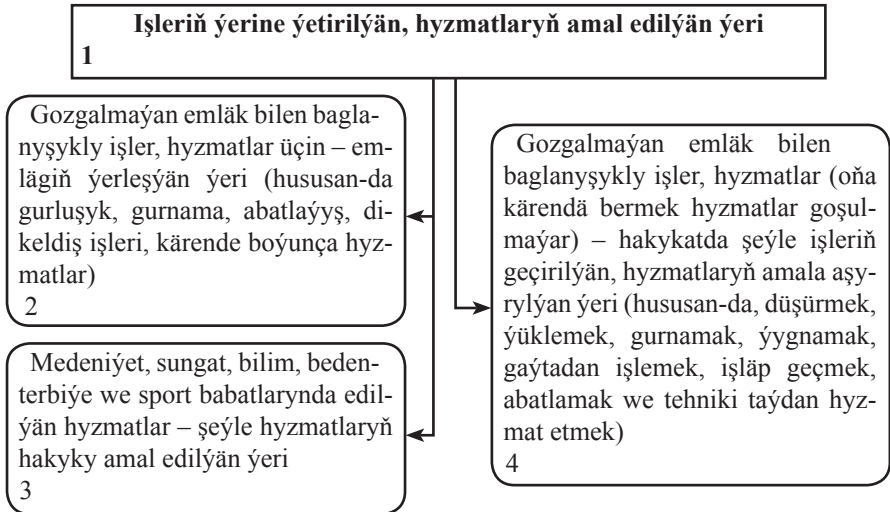 Işleriň ýerine ýetirilýän, hyzmatlaryň amal edilýän ýeri
1
Gozgalmaýan emläk bilen bagla-
nyşykly işler, hyzmatlar üçin – em-
lägiň ýerleşýän ýeri (hususan-da
gurluşyk, gurnama, abatlaýyş, di-
keldiş işleri, kärende boýunça hyz-
matlar)
2
Medeniýet, sungat, bilim, beden-
terbiýe we sport babatlarynda edil-
ýän hyzmatlar – şeýle hyzmatlaryň
hakyky amal edilýän ýeri
3
Gozgalmaýan emläk bilen
baglanyşykly işler, hyzmatlar (oňa
kärendä bermek hyzmatlar goşul-
maýar) – hakykatda şeýle işleriň
geçirilýän, hyzmatlaryň amala aşy-
rylýan ýeri (hususan-da, düşürmek,
ýüklemek, gurnamak, ýygnamak,
gaýtadan işlemek, işläp geçmek,
abatlamak we tehniki taýdan hyz-
mat etmek)
4